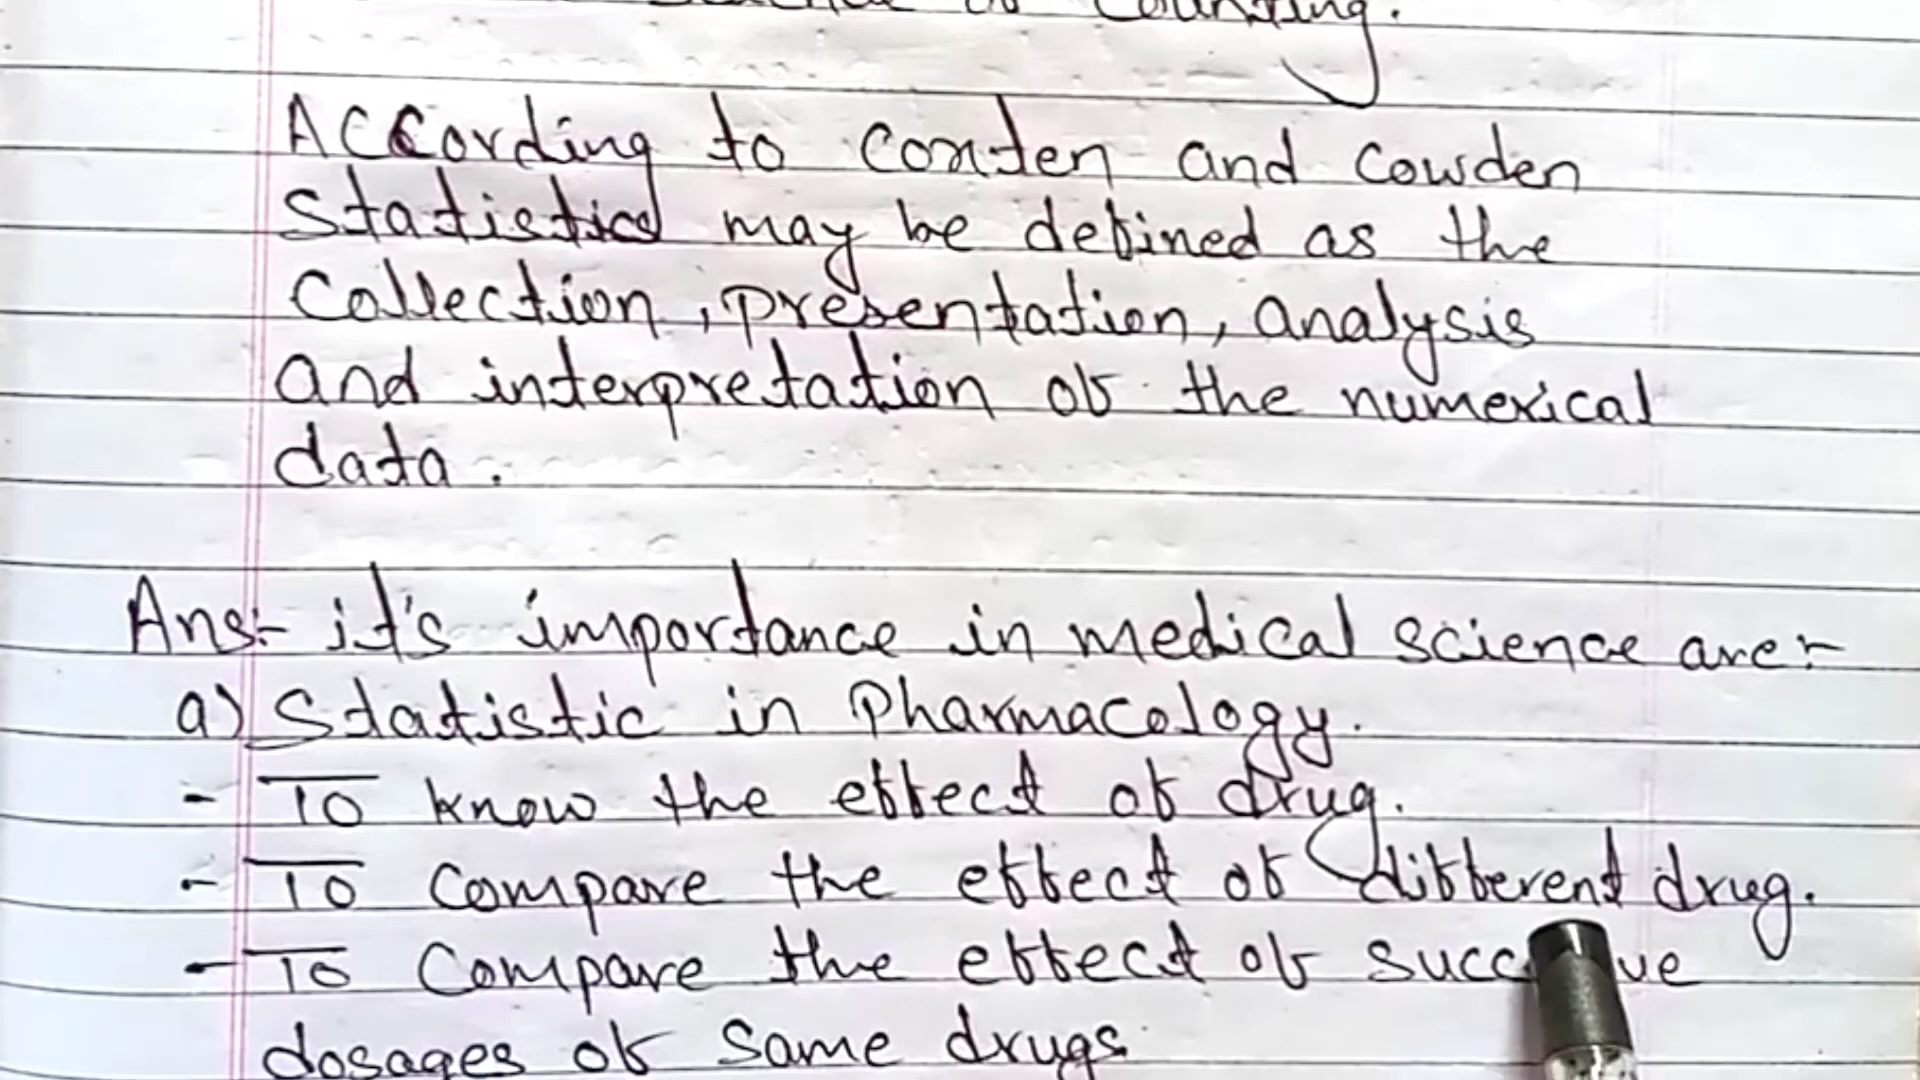 counting.
According to Conxten and Cowden
Statistics may be defined as the
Collection, presentation, analysis
and interpretation of the numerical
data.
Ans:- it's importance in medical science are:-
a) Statistic in Pharmacology.
- To know the effect of drug.
- To Compare the effect of different drug.
- To Compare the effect of
dosages of same drugs